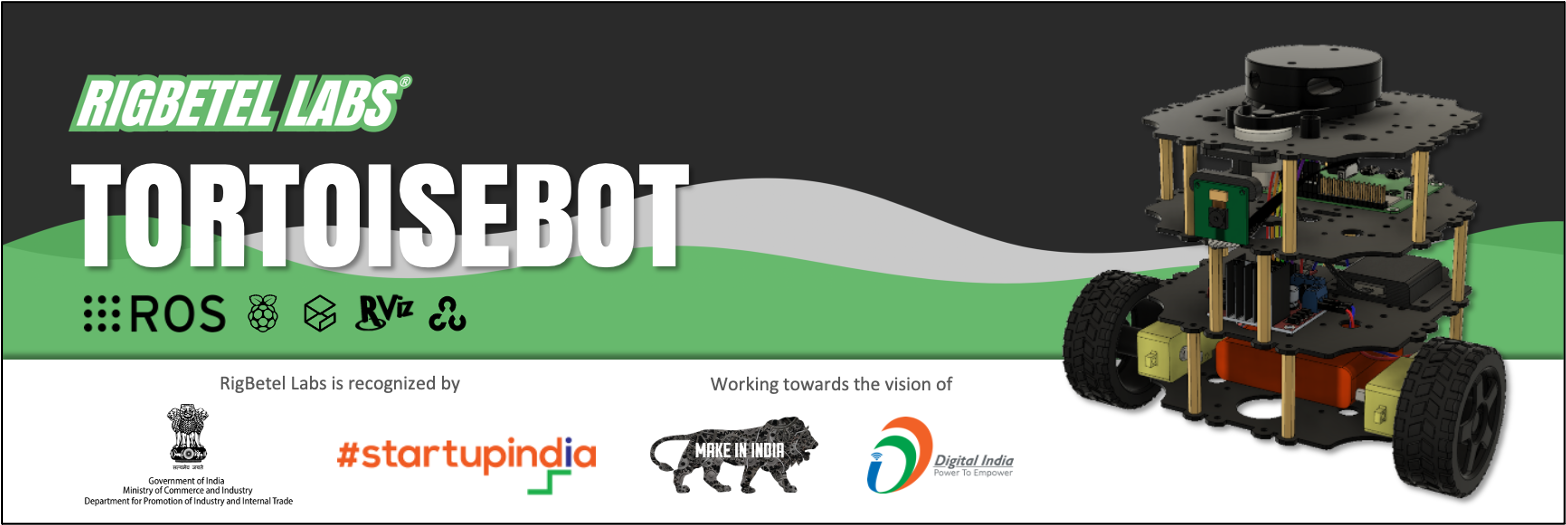 RIGBETEL LABS®
TORTOISEBOT
ROS
RViz
RigBetel Labs is recognized by
Working towards the vision of
सत्यमेव जयते
Government of India
Ministry of Commerce and Industry
Department for Promotion of Industry and Internal Trade
#startupindia
MAKE IN INDIA
Digital India
Power To Empower